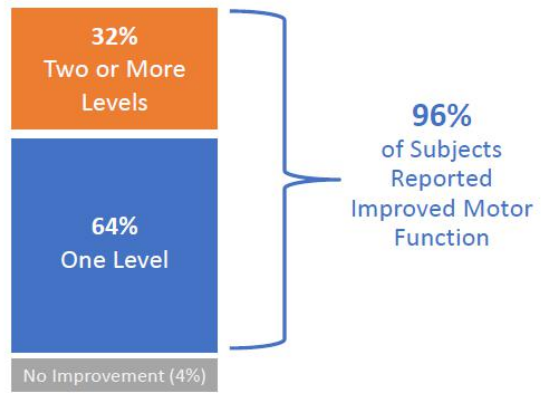 32%
Two or More
Levels
64%
One Level
No Improvement (4%)
96%
of Subjects
Reported
Improved Motor
Function